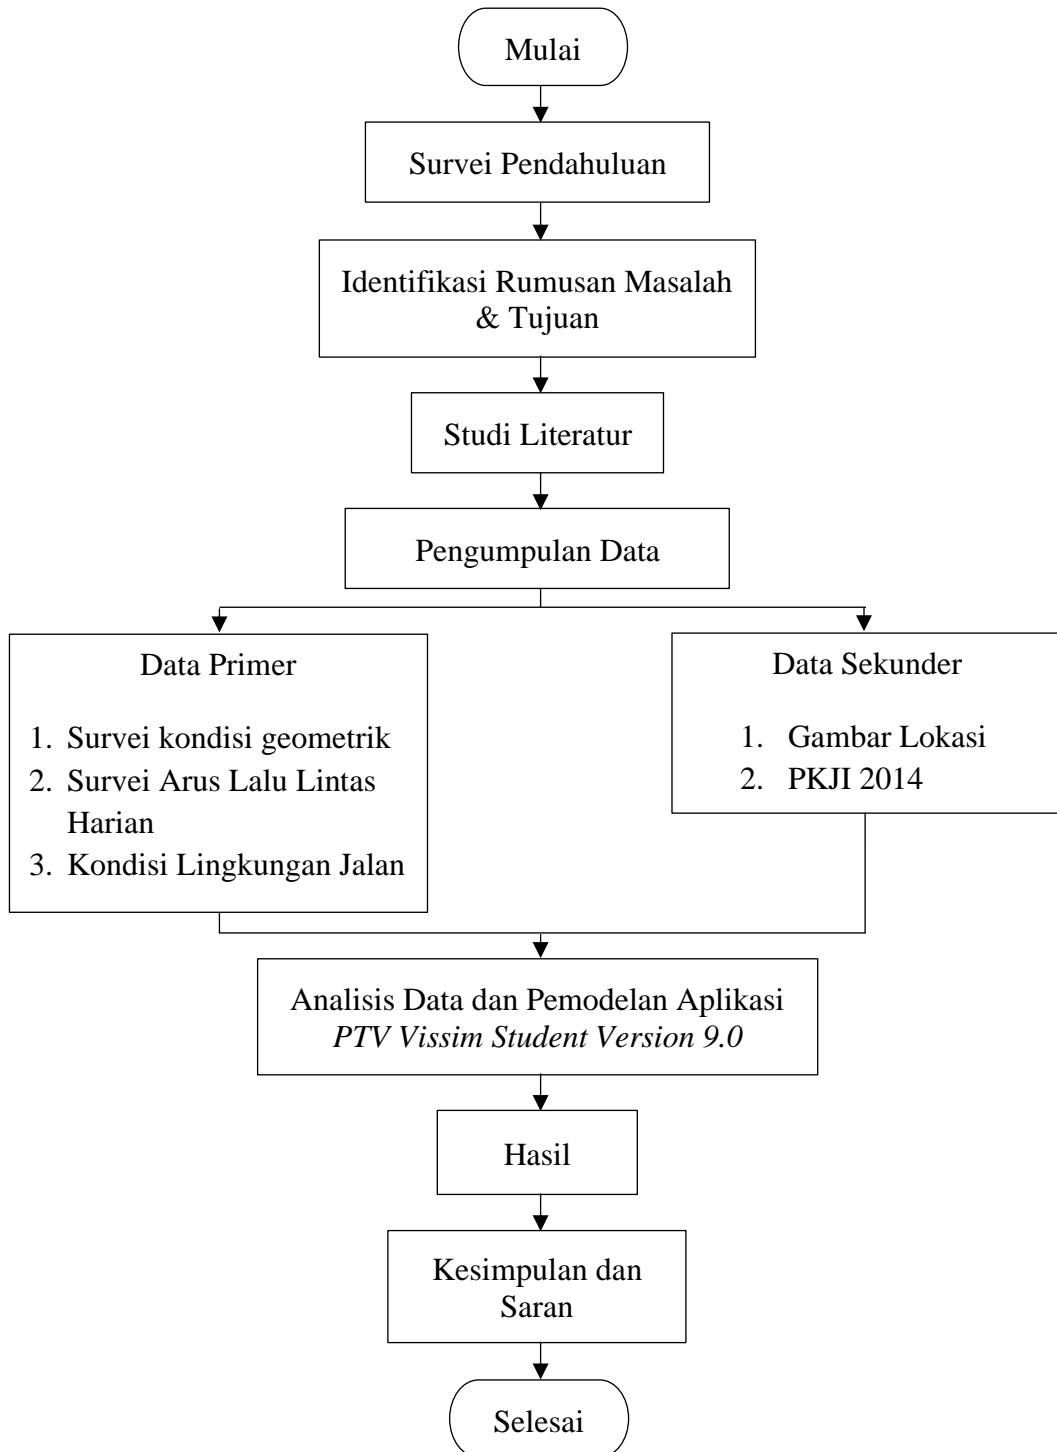 Mulai
Survei Pendahuluan
Identifikasi Rumusan Masalah
& Tujuan
Studi Literatur
Pengumpulan Data
Data Primer
1. Survei kondisi geometrik
2. Survei Arus Lalu Lintas
Harian
3. Kondisi Lingkungan Jalan
Data Sekunder
1. Gambar Lokasi
2. PKJI 2014
Analisis Data dan Pemodelan Aplikasi
PTV Vissim Student Version 9.0
Hasil
Kesimpulan dan
Saran
Selesai